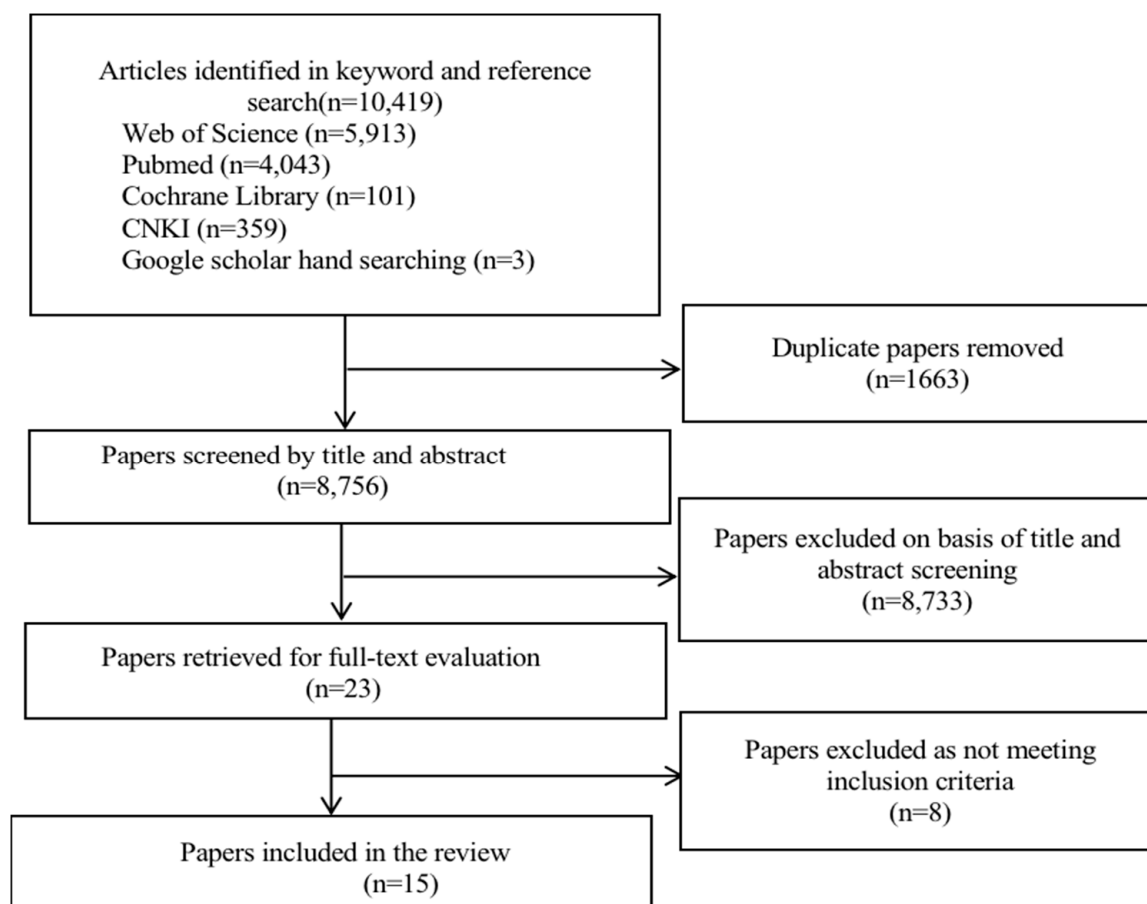 Articles identified in keyword and reference
search(n=10,419)
Web of Science (n=5,913)
Pubmed (n=4,043)
Cochrane Library (n=101)
CNKI (n=359)
Google scholar hand searching (n=3)
Duplicate papers removed
(n=1663)
Papers screened by title and abstract
(n=8,756)
Papers excluded on basis of title and
abstract screening
(n=8,733)
Papers retrieved for full-text evaluation
(n=23)
Papers excluded as not meeting
inclusion criteria
(n=8)
Papers included in the review
(n=15)